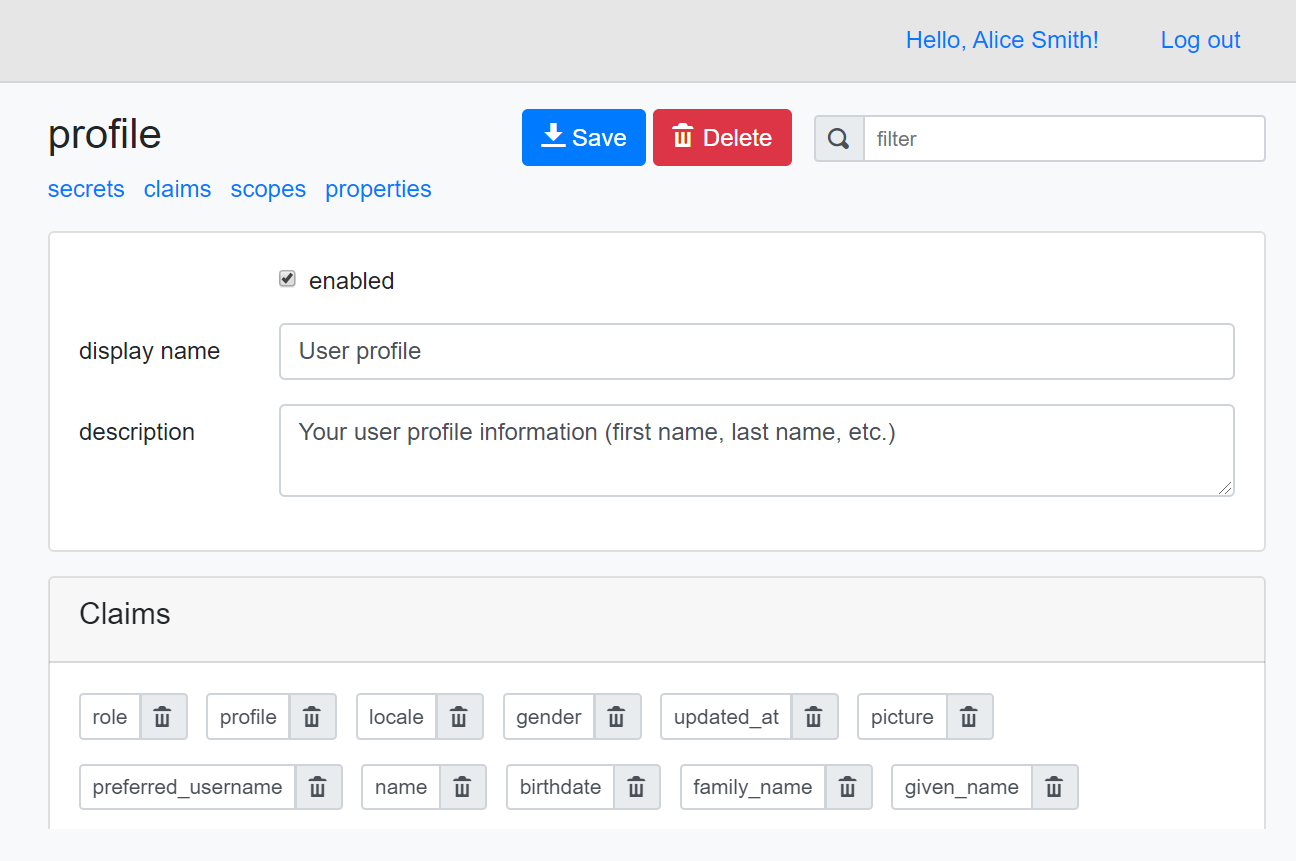 Hello, Alice Smith! Log out
profile Save Delete filter
secrets claims scopes properties
enabled
display name User profile
description Your user profile information (first name, last name, etc.)
Claims
role profile locale gender updated_at picture
preferred_username name birthdate family_name given_name